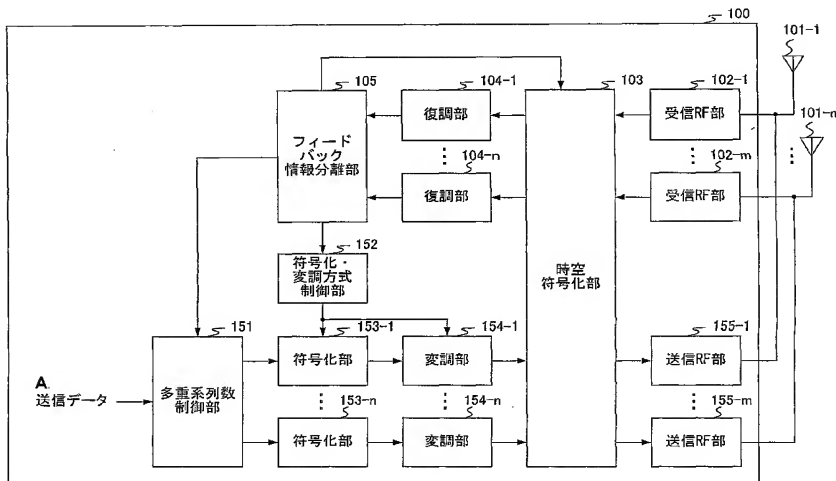 100
101-1
105
104-1
103
102-1
フィード
バック
情報分離部
復調部
受信RF部
101-n
104-n
102-m
復調部
受信RF部
152
符号化・
変調方式
制御部
時空
符号化部
151
153-1
154-1
155-1
A
送信データ
多重系列数
制御部
符号化部
変調部
送信RF部
153-n
154-n
155-m
符号化部
変調部
送信RF部